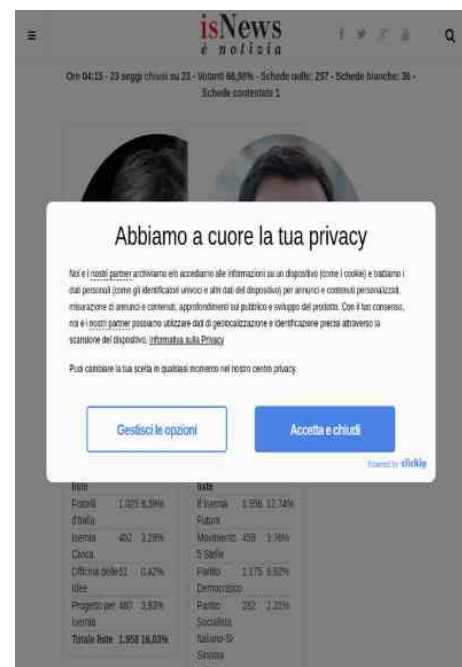 isNews
è notizia
Ore 04:15 - 23 seggi chiusi su 23 - Votanti 66,98% - Schede nulle: 297 - Schede bianche: 36 -
Schede contestate 1
Abbiamo a cuore la tua privacy
Noi e i nostri partner archiviamo e/o accediamo alle informazioni su un dispositivo (come i cookie) e trattiamo i
dati personali (come gli identificatori univoci e altri dati del dispositivo) per annunci e contenuti personalizzati,
misurazione di annunci e contenuti, approfondimenti sul pubblico e sviluppo del prodotto. Con il tuo consenso,
noi e i nostri partner possiamo utilizzare dati di geolocalizzazione e identificazione precisi attraverso la
scansione del dispositivo. Informativa sulla Privacy
Puoi cambiare la tua scelta in qualsiasi momento nel nostro centro privacy.
Gestisci le opzioni
Accetta e chiudi
Powered by clickio
liste
Fratelli 1.025 8,39%
d'Italia
Isernia 402 3,29%
Civica
Officina delle 51 0,42%
Idee
Progetto per 480 3,93%
Isernia
Totale liste 1.958 16,03%
liste
Isernia 1.556 12,74%
Futura
Movimento 459 3,76%
5 Stelle
Partito 1.175 9,62%
Democratico
Partito 282 2,31%
Socialista
Italiano-Si
Sinistra